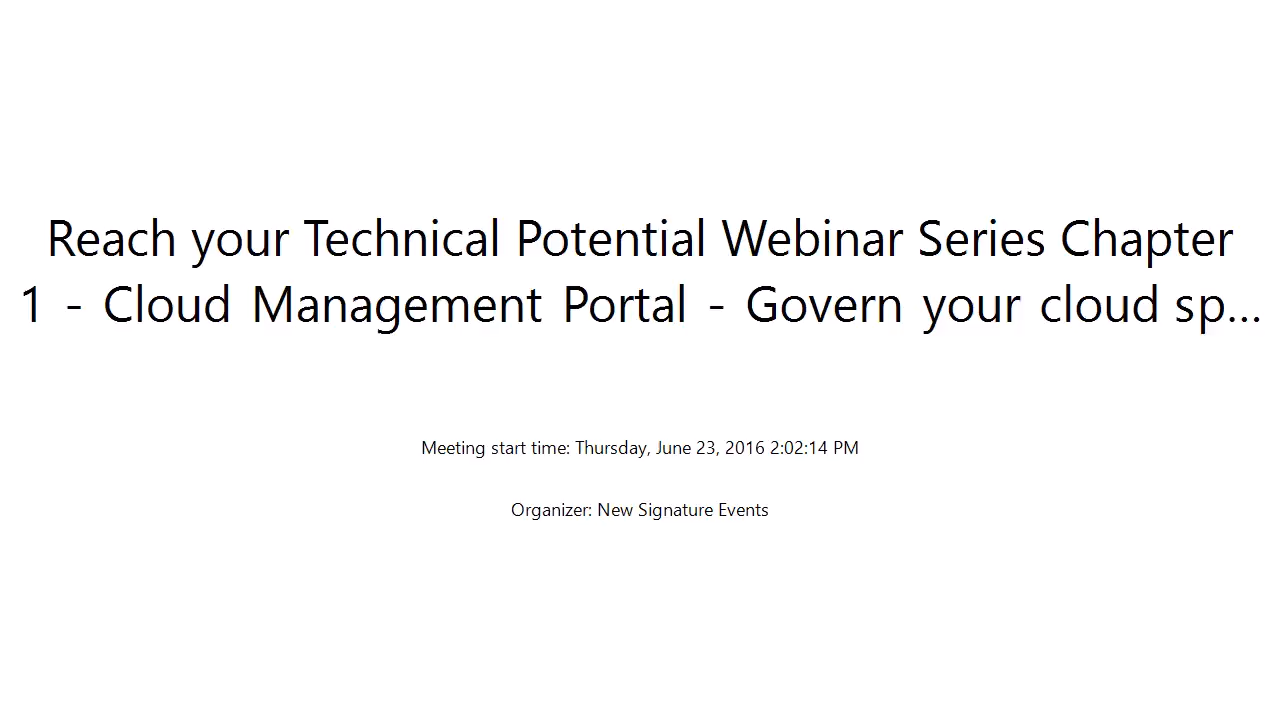 Reach your Technical Potential Webinar Series Chapter
1 - Cloud Management Portal - Govern your cloud sp...
Meeting start time: Thursday, June 23, 2016 2:02:14 PM
Organizer: New Signature Events